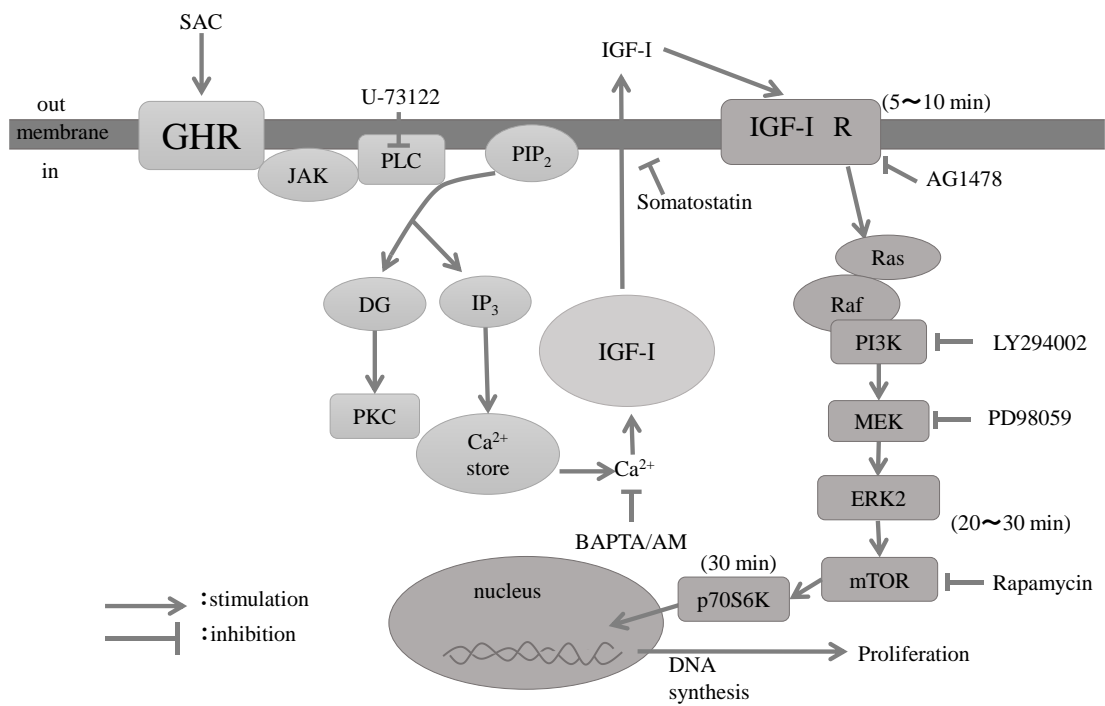 SAC
IGF-I
U-73122
(5〜10 min)
out
membrane
in
GHR
JAK
PLC
PIP₂
IGF-I R
AG1478
Somatostatin
Ras
Raf
DG
IP₃
IGF-I
PI3K
LY294002
PKC
MEK
PD98059
Ca²⁺
store
Ca²⁺
ERK2
(20〜30 min)
BAPTA/AM
(30 min)
mTOR
Rapamycin
nucleus
p70S6K
:stimulation
:inhibition
DNA
synthesis
Proliferation